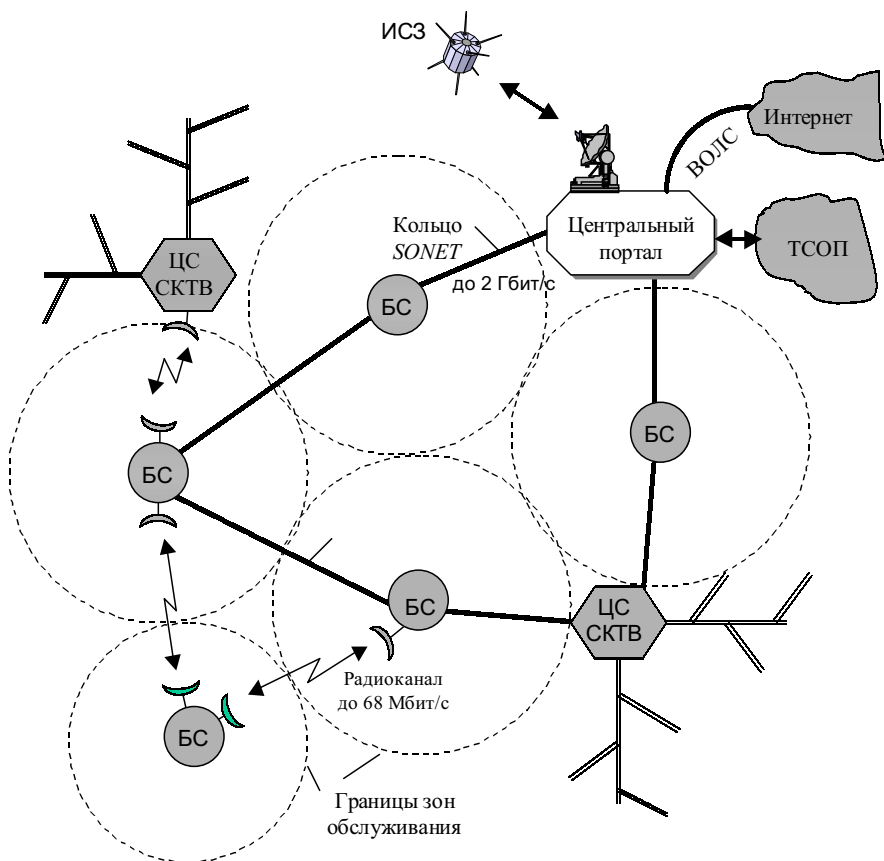 ИСЗ
Интернет
ВОЛС
Кольцо
SONET
Центральный
портал
ТСОП
ЦС
СКТВ
до 2 Гбит/с
БС
БС
БС
БС
ЦС
СКТВ
Радиоканал
до 68 Мбит/с
БС
Границы зон
обслуживания